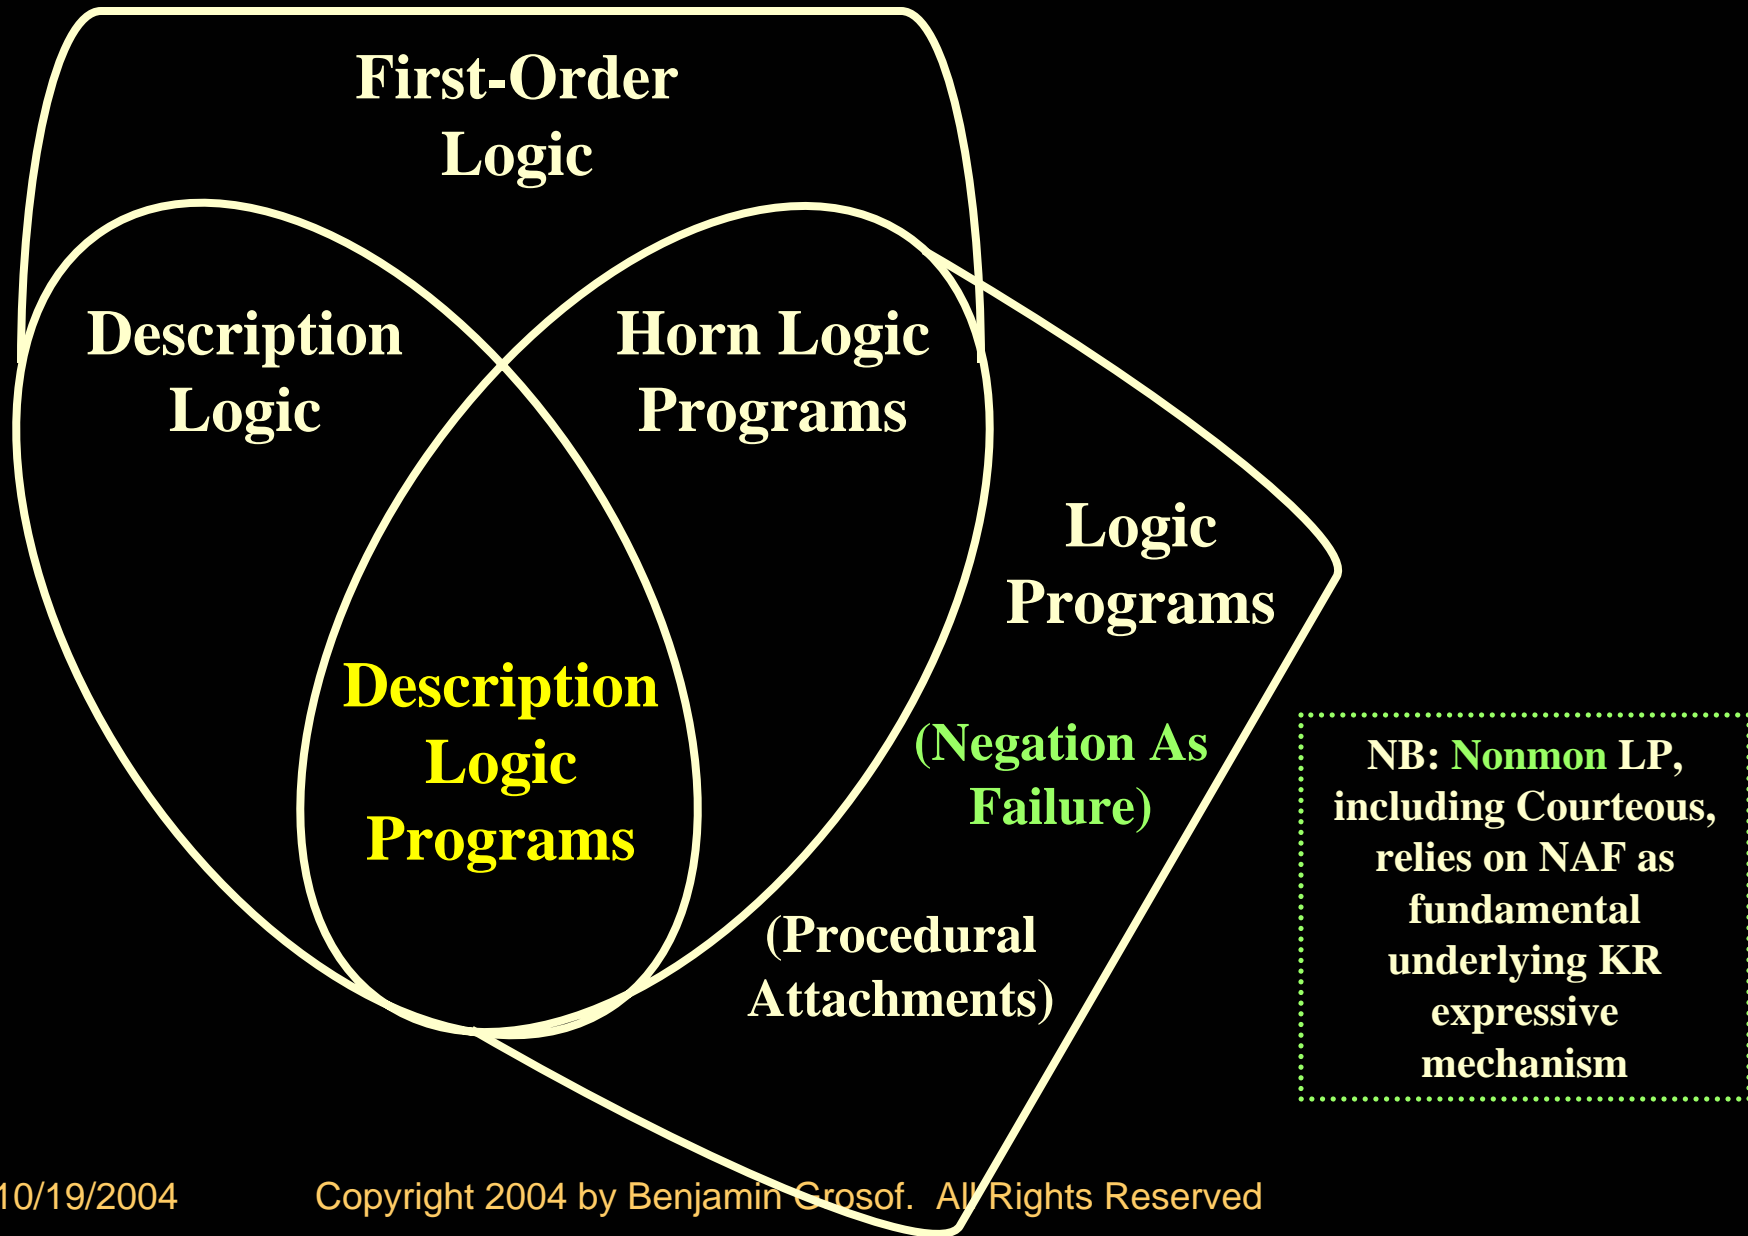 First-Order
Logic
Description
Logic
Horn Logic
Programs
Logic
Programs
Description
Logic
Programs
(Negation As
Failure)
(Procedural
Attachments)
NB: Nonmon LP,
including Courteous,
relies on NAF as
fundamental
underlying KR
expressive
mechanism
10/19/2004
Copyright 2004 by Benjamin Grosof. All Rights Reserved